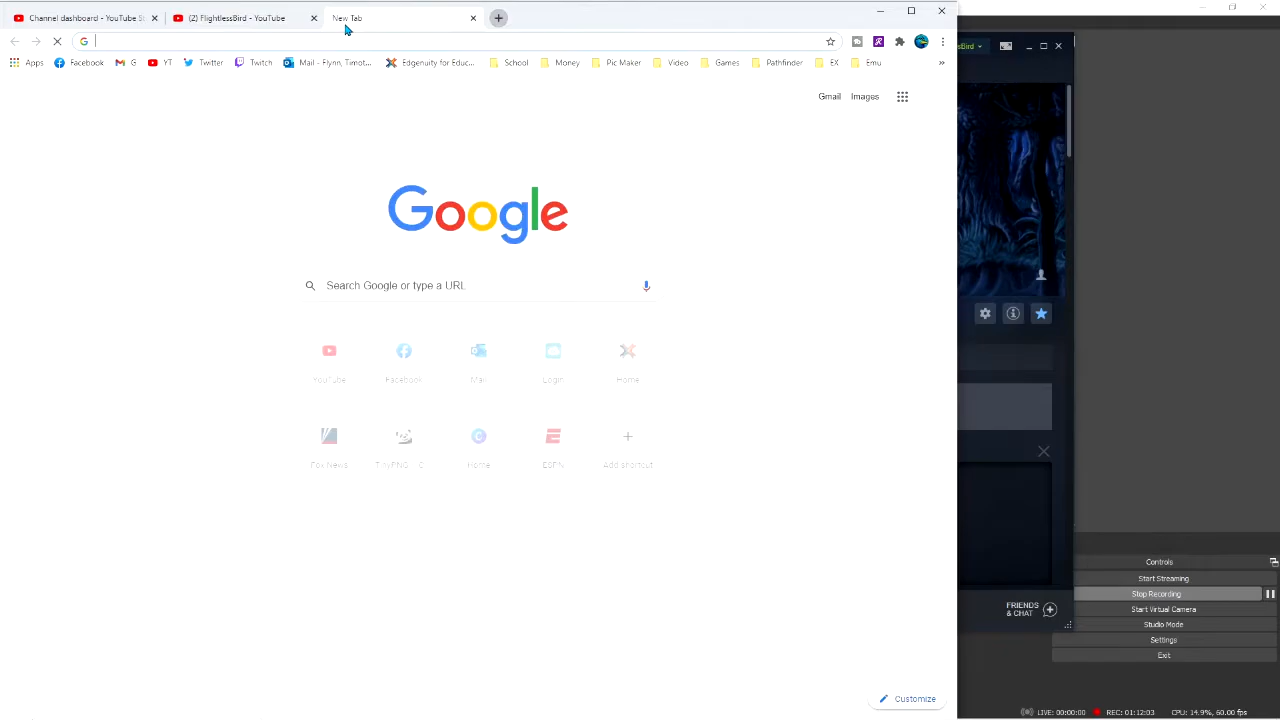 Channel dashboard - YouTube St
(2) FlightlessBird - YouTube
New Tab
Apps
Facebook
G
YT
Twitter
Twitch
Mail - Flynn, Timot...
Edgenuity for Educ...
School
Money
Pic Maker
Video
Games
Pathfinder
EX
Emu
»
Gmail
Images
Google
Search Google or type a URL
YouTube
Facebook
Mail
Login
Home
Fox News
TinyPNG – C
Home
ESPN
Add shortcut
Customize
sBird
FRIENDS
& CHAT
Controls
Start Streaming
Stop Recording
Start Virtual Camera
Studio Mode
Settings
Exit
LIVE: 00:00:00
REC: 01:12:03
CPU: 14.9%, 60.00 fps